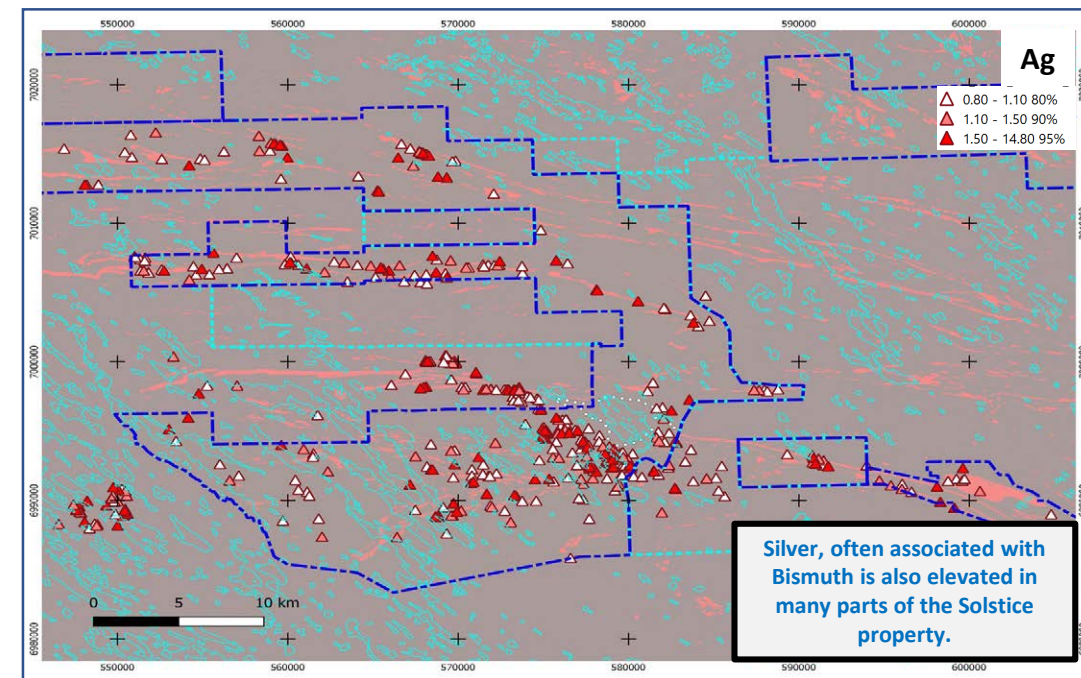 550000 560000 570000 580000 590000 600000
Ag
0.80 - 1.10 80%
1.10 - 1.50 90%
1.50 - 14.80 95%
7020000
7010000
7010000
7000000
6990000
6980000
0 5 10 km
Silver, often associated with
Bismuth is also elevated in
many parts of the Solstice
property.
550000 560000 570000 580000 590000 600000